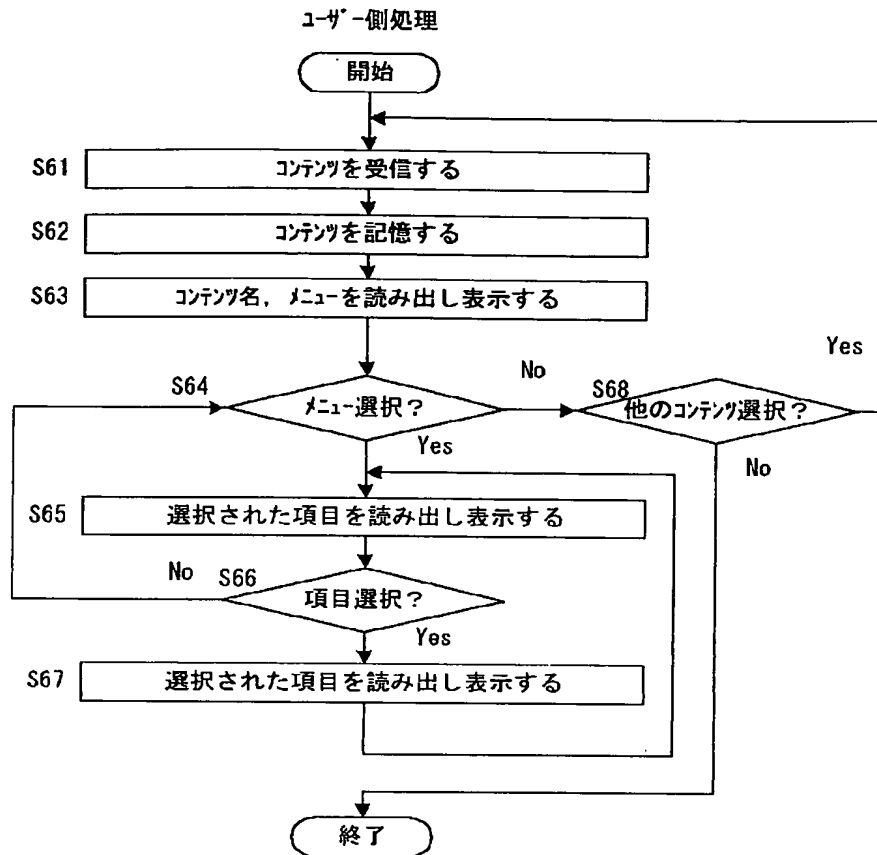 ユーザー側処理
開始
S61
コンテンツを受信する
S62
コンテンツを記憶する
S63
コンテンツ名，メニューを読み出し表示する
S64
メニュー選択？
No
Yes
S68
他のコンテンツ選択？
Yes
No
S65
選択された項目を読み出し表示する
S66
項目選択？
No
Yes
S67
選択された項目を読み出し表示する
終了